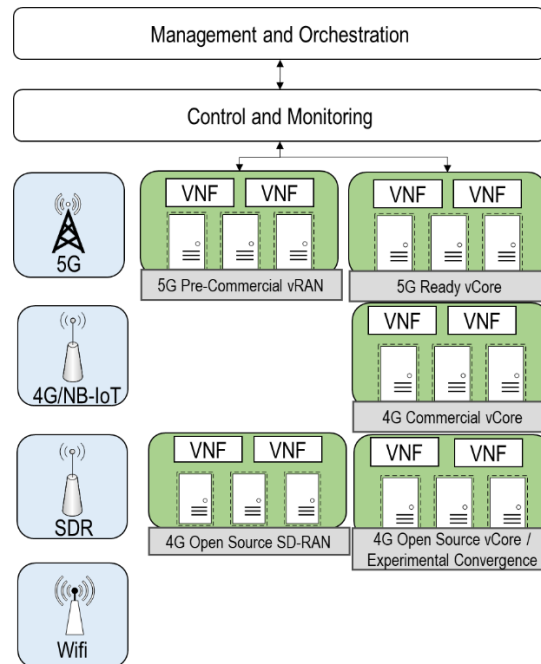 Management and Orchestration
Control and Monitoring
5G
VNF VNF
5G Pre-Commercial vRAN
VNF VNF
5G Ready vCore
4G/NB-IoT
VNF VNF
4G Commercial vCore
SDR
VNF VNF
4G Open Source SD-RAN
VNF VNF
4G Open Source vCore /
Experimental Convergence
Wifi